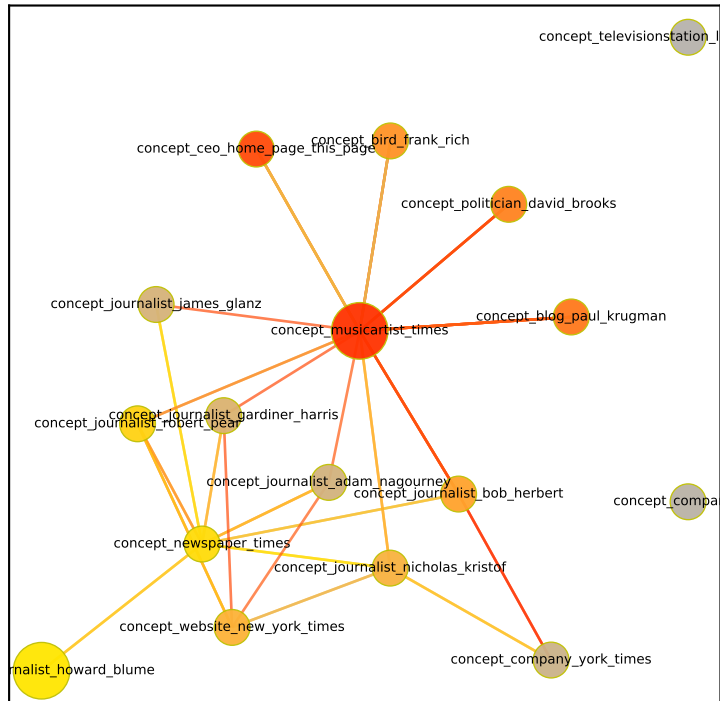 concept_televisionstation_l
concept_bird_frank_rich
concept_ceo_home_page_this_page
concept_politician_david_brooks
concept_journalist_james_glanz
concept_blog_paul_krugman
concept_musicartist_times
concept_journalist_gardiner_harris
concept_journalist_robert_pear
concept_journalist_adam_nagourney
concept_journalist_bob_herbert
concept_compa
concept_newspaper_times
concept_journalist_nicholas_kristof
concept_website_new_york_times
concept_company_york_times
rnalist_howard_blume